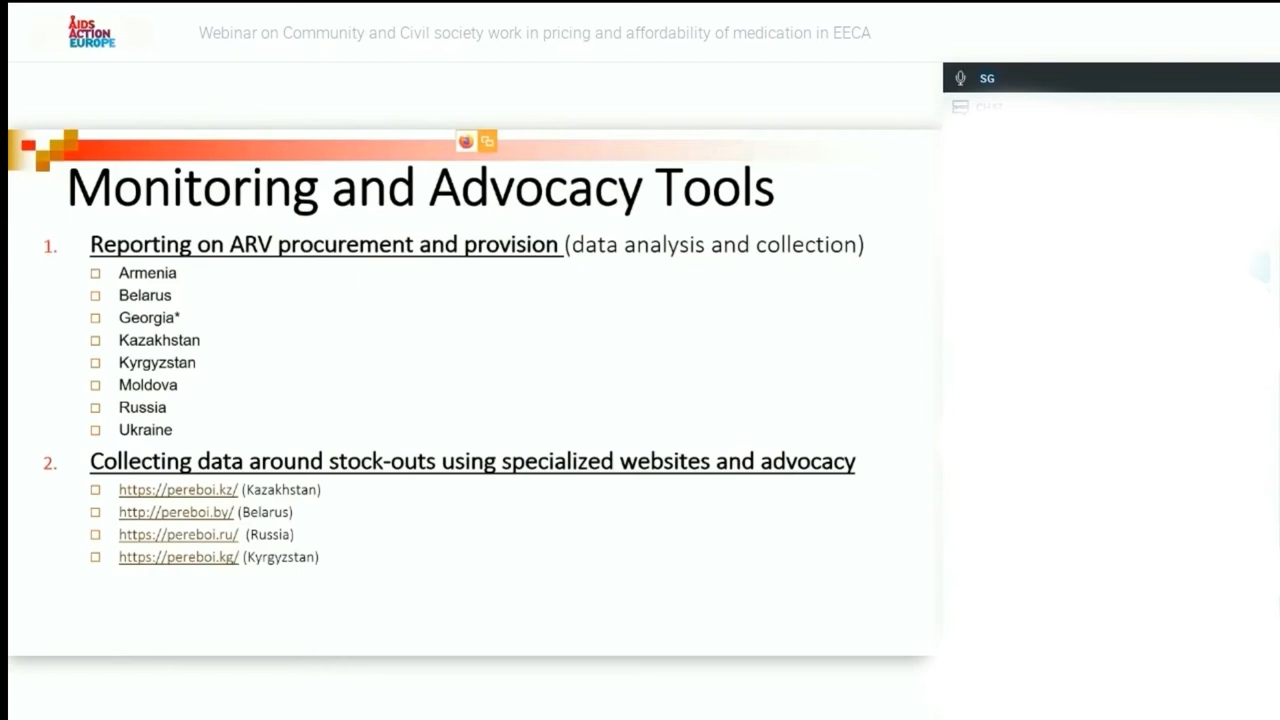 AIDS
ACTION
EUROPE
Webinar on Community and Civil society work in pricing and affordability of medication in EECA
SG
CHAT
Monitoring and Advocacy Tools
1. Reporting on ARV procurement and provision (data analysis and collection)
Armenia
Belarus
Georgia*
Kazakhstan
Kyrgyzstan
Moldova
Russia
Ukraine
2. Collecting data around stock-outs using specialized websites and advocacy
https://pereboi.kz/ (Kazakhstan)
http://pereboi.by/ (Belarus)
https://pereboi.ru/ (Russia)
https://pereboi.kg/ (Kyrgyzstan)